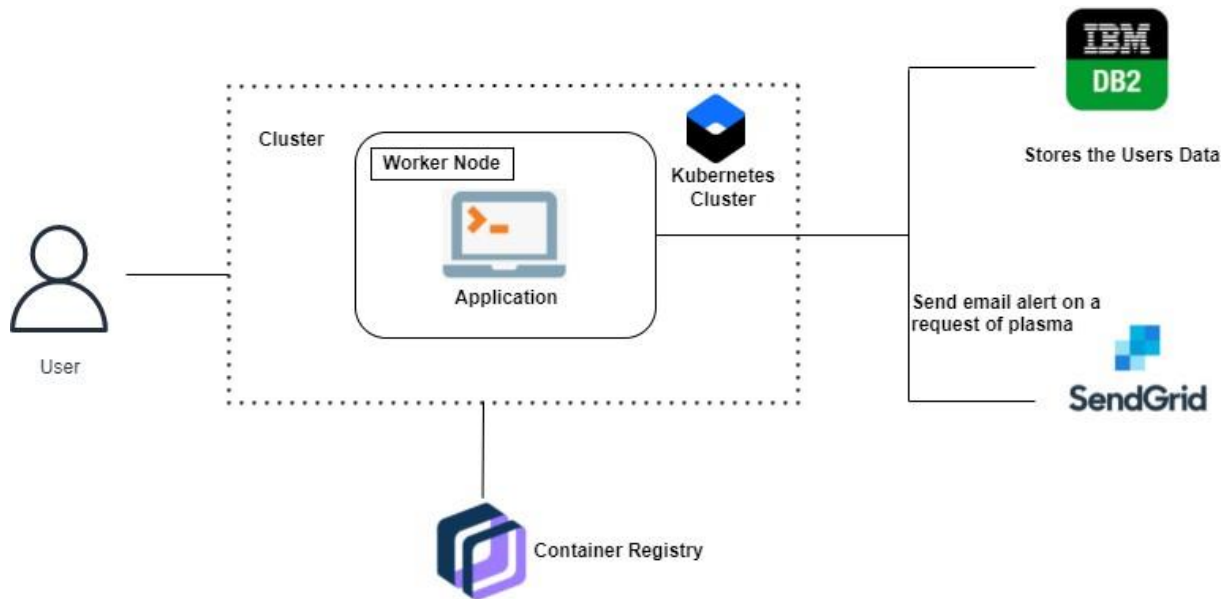 IBM
DB2
Stores the Users Data
Cluster
Worker Node
Kubernetes
Cluster
Application
User
Send email alert on a
request of plasma
SendGrid
Container Registry